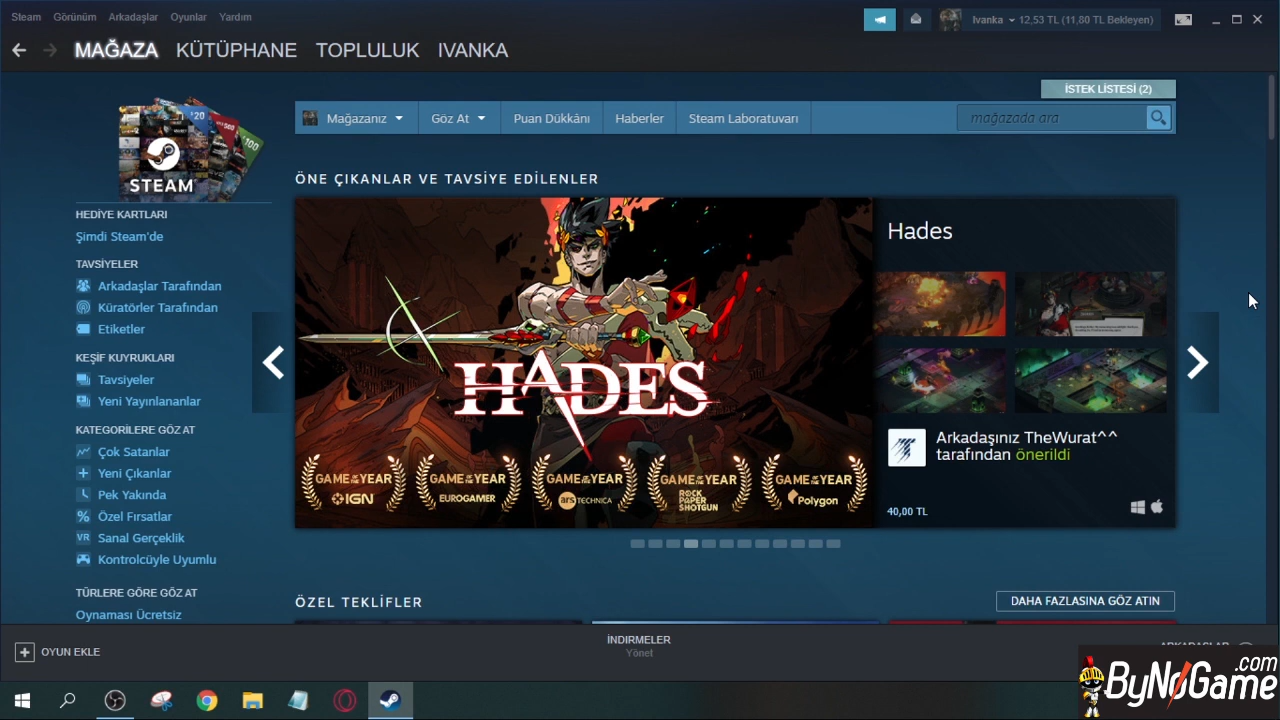 Steam Görünüm Arkadaşlar Oyunlar Yardım
Ivanka 12,53 TL (11,80 TL Bekleyen)
MAĞAZA KÜTÜPHANE TOPLULUK IVANKA
İSTEK LİSTESİ (2)
Mağazanız Göz At Puan Dükkânı Haberler Steam Laboratuvarı mağazada ara
$20
$100
STEAM
HEDİYE KARTLARI
Şimdi Steam'de
TAVSİYELER
Arkadaşlar Tarafından
Küratörler Tarafından
Etiketler
KEŞİF KUYRUKLARI
Tavsiyeler
Yeni Yayınlananlar
KATEGORİLERE GÖZ AT
Çok Satanlar
Yeni Çıkanlar
Pek Yakında
Özel Fırsatlar
VR Sanal Gerçeklik
Kontrolcüyle Uyumlu
TÜRLERE GÖRE GÖZ AT
Oynaması Ücretsiz
ÖNE ÇIKANLAR VE TAVSİYE EDİLENLER
HADES
GAME OF THE YEAR IGN
GAME OF THE YEAR EUROGAMER
GAME OF THE YEAR ars TECHNICA
GAME OF THE YEAR ROCK PAPER SHOTGUN
GAME OF THE YEAR Polygon
Hades
Arkadaşınız TheWurat^^
tarafından önerildi
40,00 TL
ÖZEL TEKLİFLER
DAHA FAZLASINA GÖZ ATIN
OYUN EKLE
İNDİRMELER
Yönet
ByNoGame.com